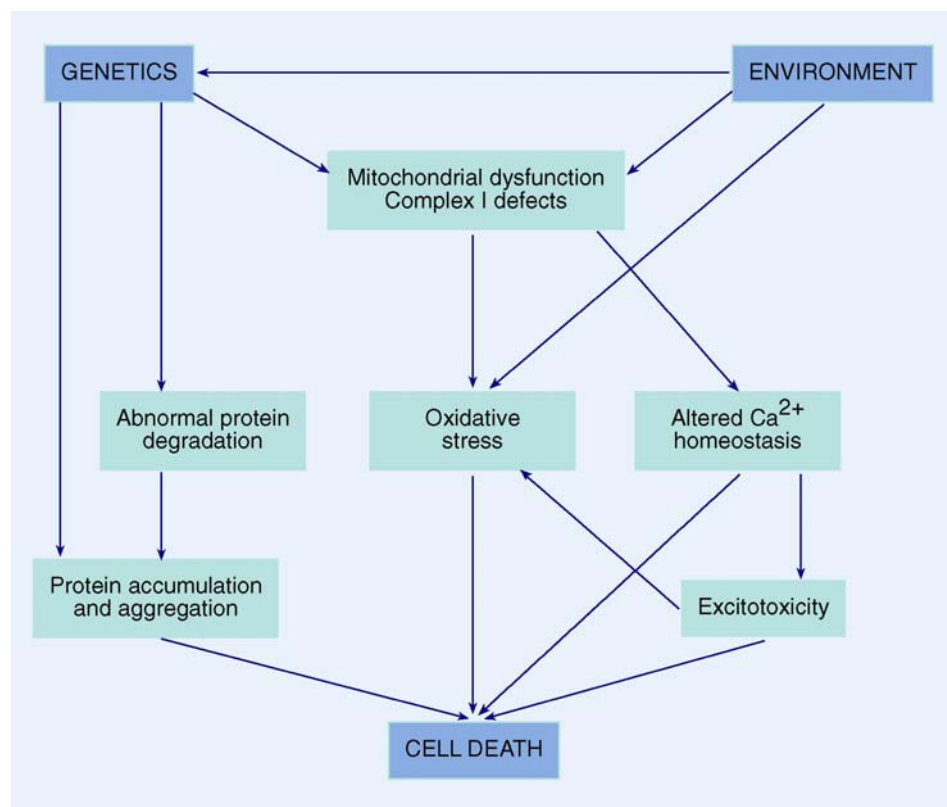 GENETICS
ENVIRONMENT
Mitochondrial dysfunction
Complex I defects
Abnormal protein
degradation
Oxidative
stress
Altered Ca2+
homeostasis
Protein accumulation
and aggregation
Excitotoxicity
CELL DEATH